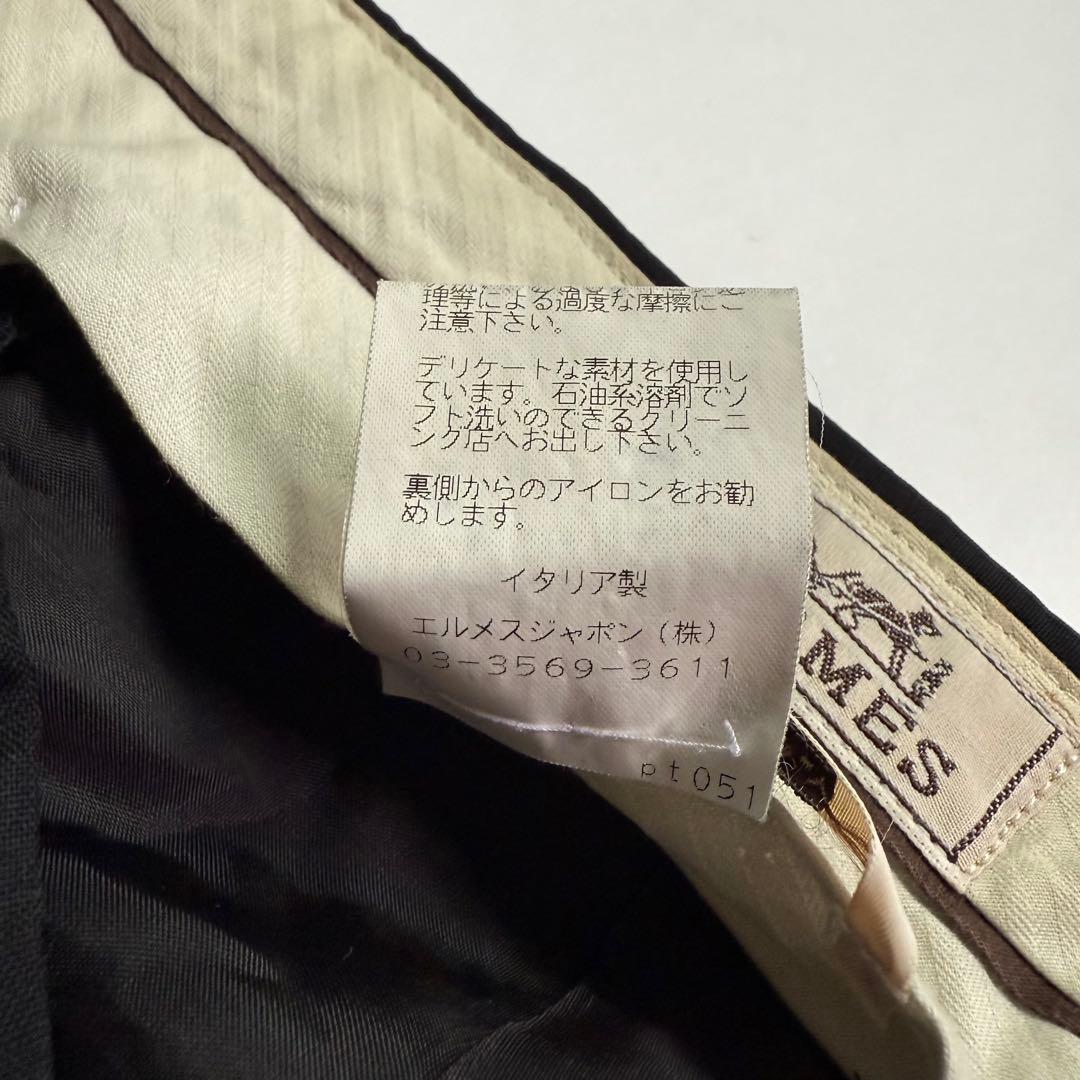 理等による過度な摩擦にご
注意下さい。
デリケートな素材を使用し
ています。石油系溶剤でソ
フト洗いのできるクリーニ
ング店へお出し下さい。
裏側からのアイロンをお勧
めします。
イタリア製
エルメスジャポン(株)
03-3569-3611
pt051
MES